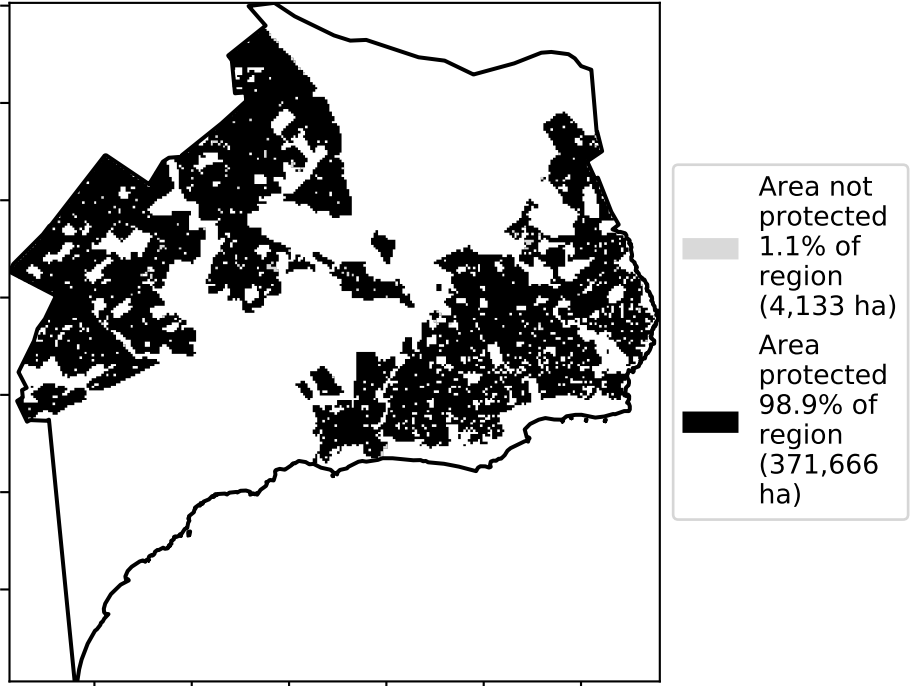 Area not
protected
1.1% of
region
(4,133 ha)
Area
protected
98.9% of
region
(371,666
ha)